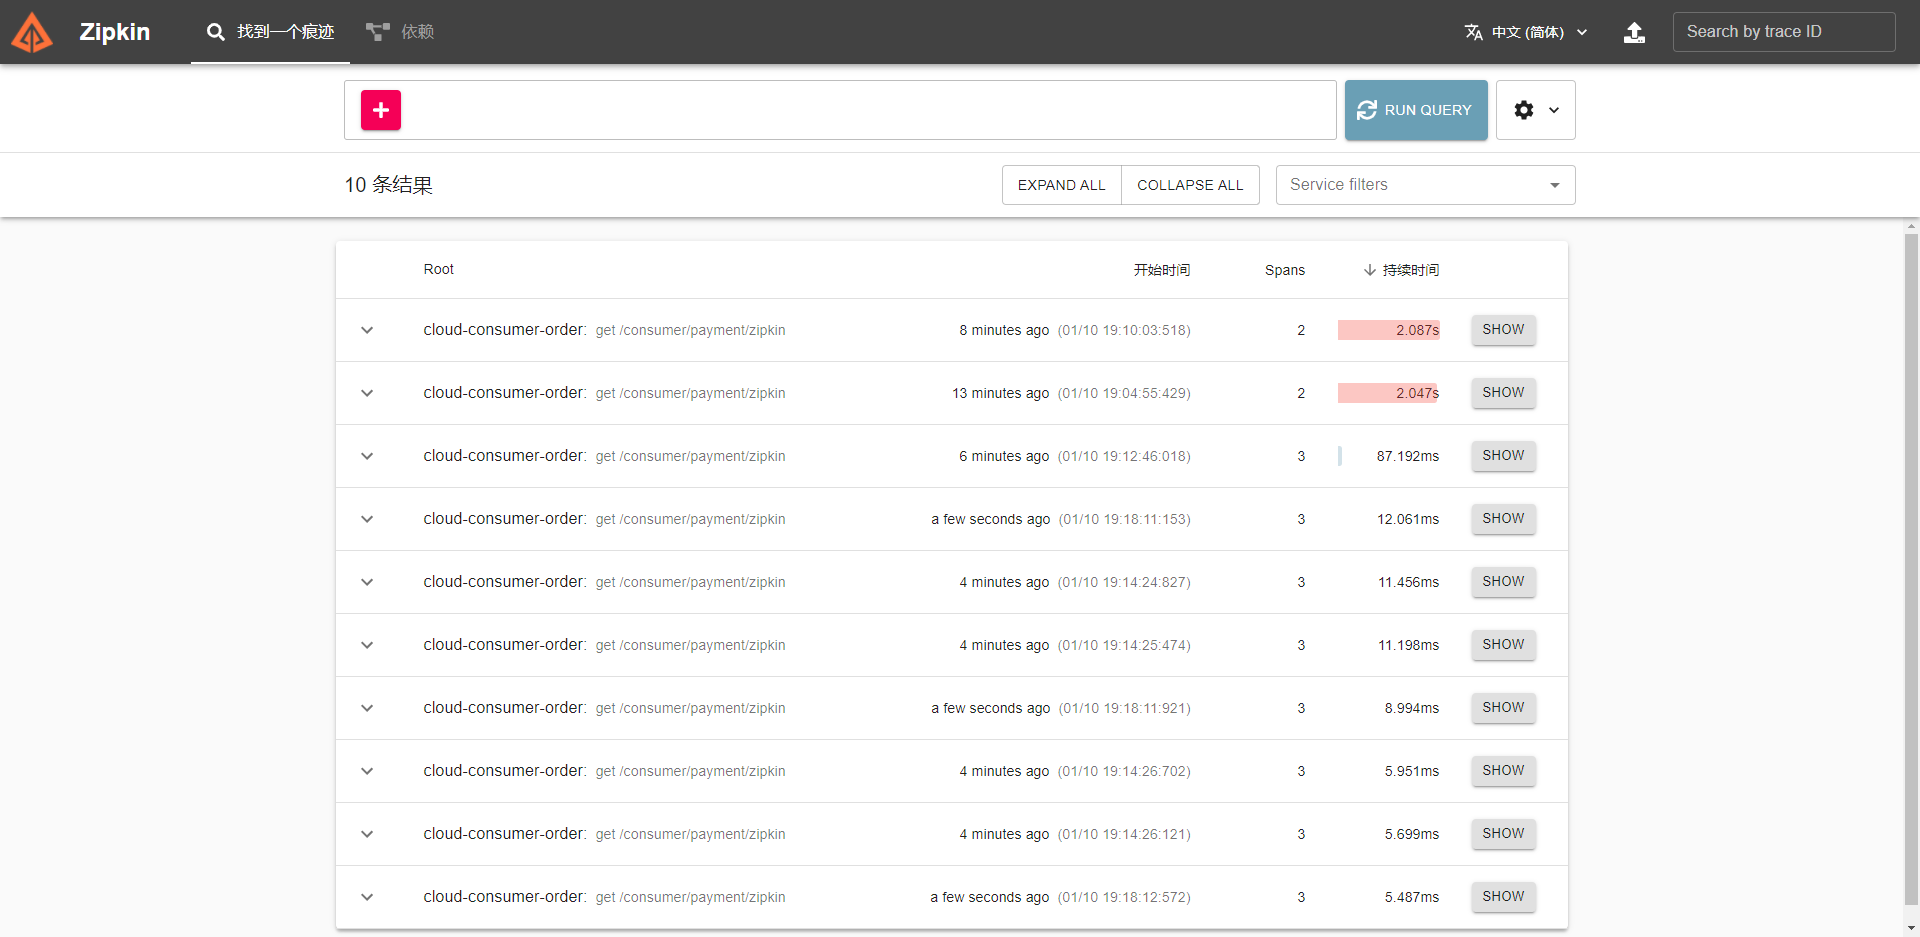 Zipkin 找到一个痕迹 依赖 中文 (简体) Search by trace ID
RUN QUERY
10 条结果 EXPAND ALL COLLAPSE ALL Service filters
Root 开始时间 Spans 持续时间
cloud-consumer-order: get /consumer/payment/zipkin 8 minutes ago (01/10 19:10:03:518) 2 2.087s SHOW
cloud-consumer-order: get /consumer/payment/zipkin 13 minutes ago (01/10 19:04:55:429) 2 2.047s SHOW
cloud-consumer-order: get /consumer/payment/zipkin 6 minutes ago (01/10 19:12:46:018) 3 87.192ms SHOW
cloud-consumer-order: get /consumer/payment/zipkin a few seconds ago (01/10 19:18:11:153) 3 12.061ms SHOW
cloud-consumer-order: get /consumer/payment/zipkin 4 minutes ago (01/10 19:14:24:827) 3 11.456ms SHOW
cloud-consumer-order: get /consumer/payment/zipkin 4 minutes ago (01/10 19:14:25:474) 3 11.198ms SHOW
cloud-consumer-order: get /consumer/payment/zipkin a few seconds ago (01/10 19:18:11:921) 3 8.994ms SHOW
cloud-consumer-order: get /consumer/payment/zipkin 4 minutes ago (01/10 19:14:26:702) 3 5.951ms SHOW
cloud-consumer-order: get /consumer/payment/zipkin 4 minutes ago (01/10 19:14:26:121) 3 5.699ms SHOW
cloud-consumer-order: get /consumer/payment/zipkin a few seconds ago (01/10 19:18:12:572) 3 5.487ms SHOW